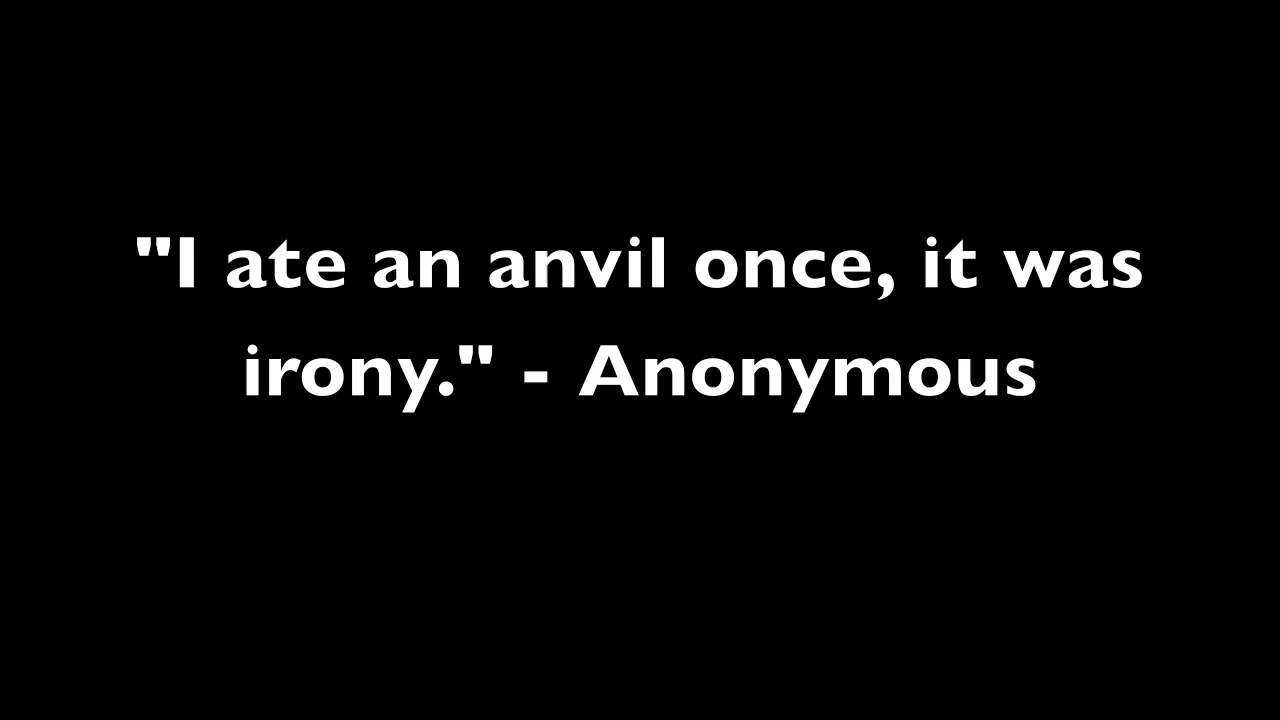 "I ate an anvil once, it was
irony." - Anonymous